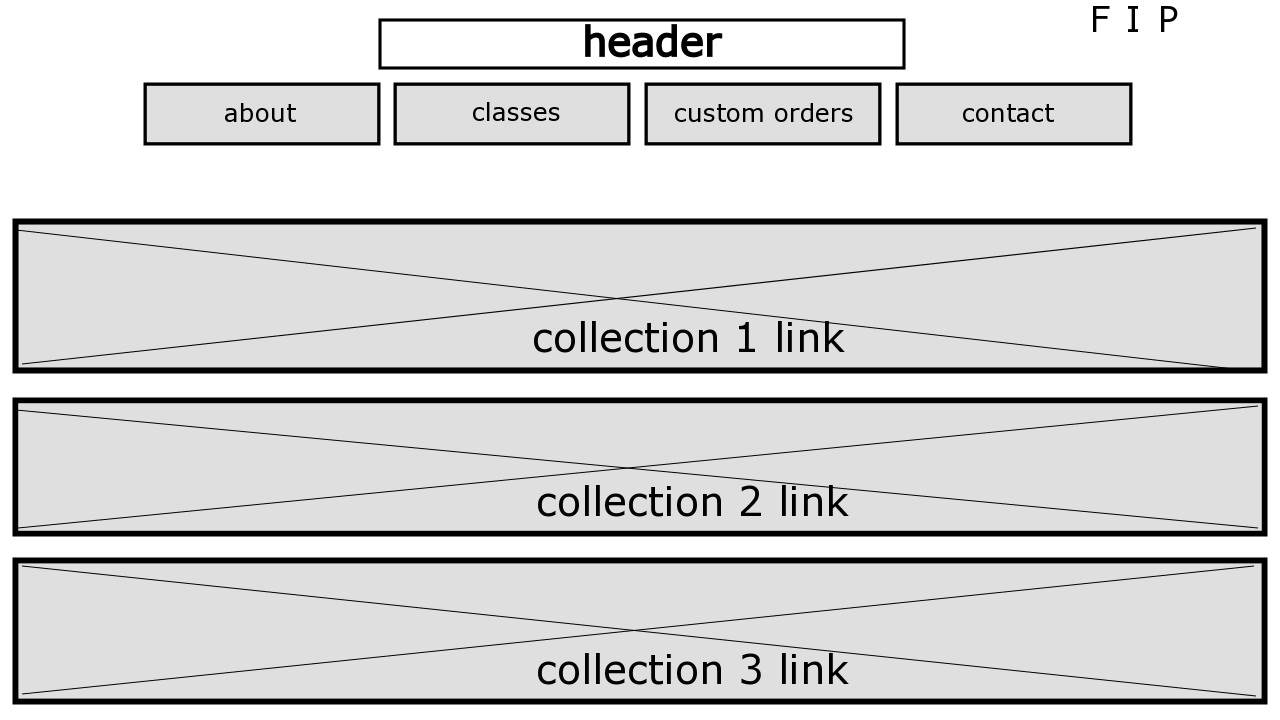 F I P
header
about
classes
custom orders
contact
collection 1 link
collection 2 link
collection 3 link